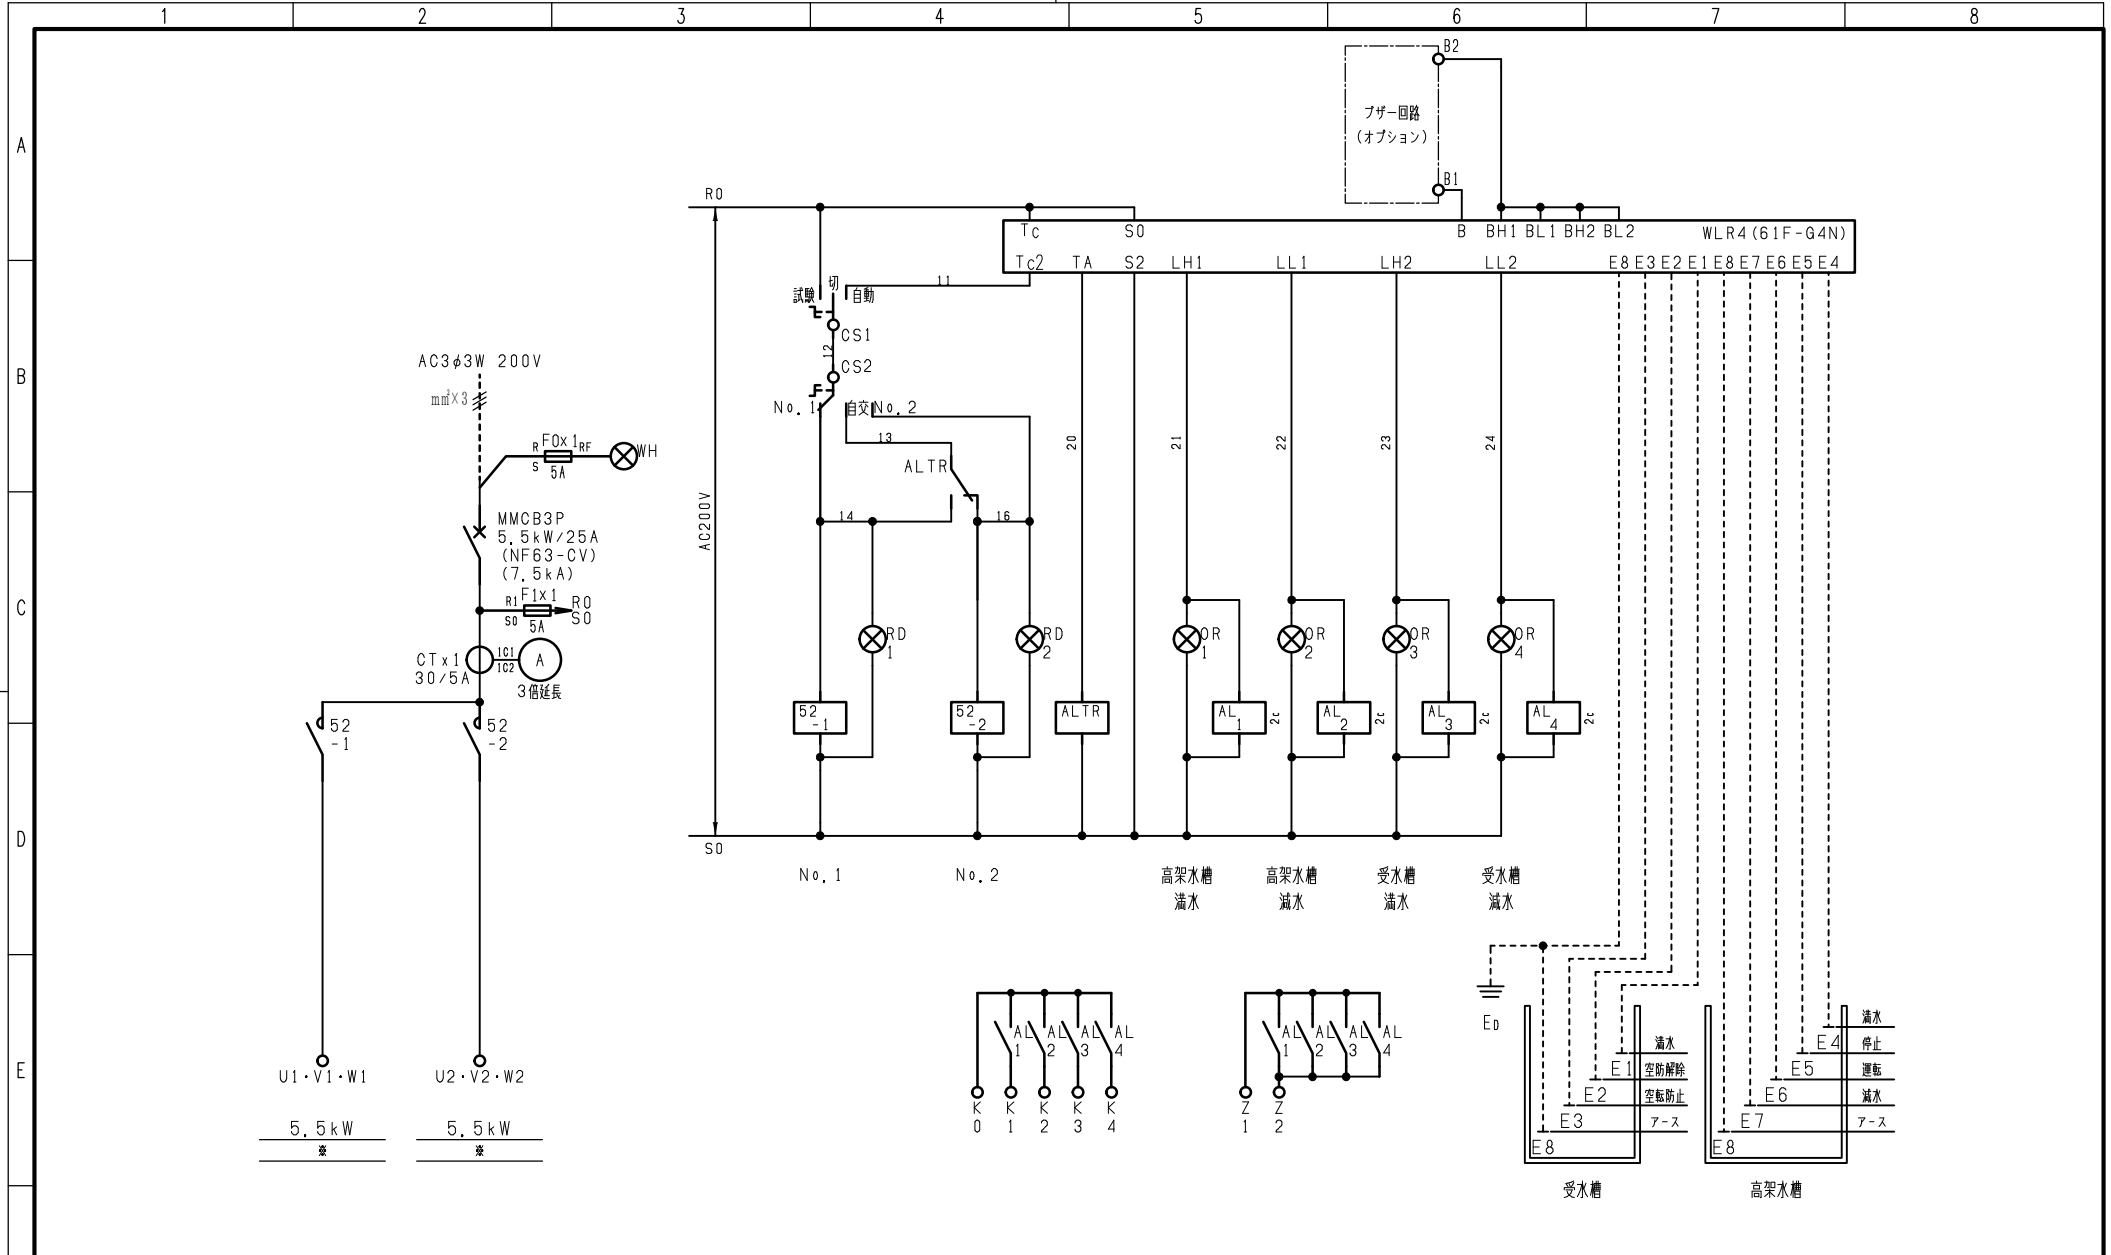 1 2 3 4 5 6 7 8
A
B
C
D
E
B2
ブザー回路
(オプション)
B1
R0
Tc S0 B BH1 BL1 BH2 BL2 WLR4(61F-G4N)
Tc2 TA S2 LH1 LL1 LH2 LL2 E8 E3 E2 E1 E8 E7 E6 E5 E4
試験 切 自動 11
CS1
12
CS2
No.1 自交 No.2
13
ALTR
14 16
20 21 22 23 24
AC200V
AC3φ3W 200V
mm²×3
R F0x1 RF WH
S 5A
MMCB3P
5.5kW/25A
(NF63-CV)
(7.5kA)
R1 F1x1 R0
S0 5A S0
CTx1 1C1 A
30/5A 1C2
3倍延長
52 52
-1 -2
RD RD OR OR OR OR
1 2 1 2 3 4
52 52 ALTR AL AL AL AL
-1 -2 1 2 3 4
2c 2c 2c 2c
S0
No.1 No.2 高架水槽 高架水槽 受水槽 受水槽
満水 減水 満水 減水
U1・V1・W1 U2・V2・W2
5.5kW 5.5kW
※ ※
AL AL AL AL
1 2 3 4
K K K K K
0 1 2 3 4
AL AL AL AL
1 2 3 4
Z Z
1 2
ED
満水
E1 空防解除
E2 空転防止
E3 アース
E8
受水槽
満水
E4 停止
E5 運転
E6 減水
E7 アース
E8
高架水槽